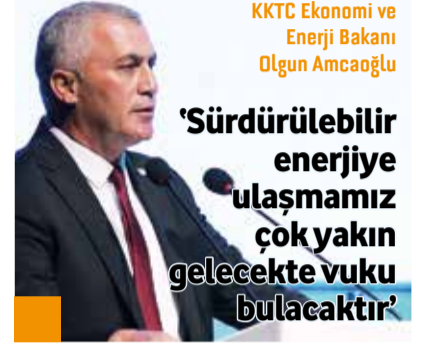 KKTC Ekonomi ve
Enerji Bakanı
Olgun Amcaoğlu
‘Sürdürülebilir
enerjiye
ulaşmamız
çok yakın
gelecekte vuku
bulacaktır’